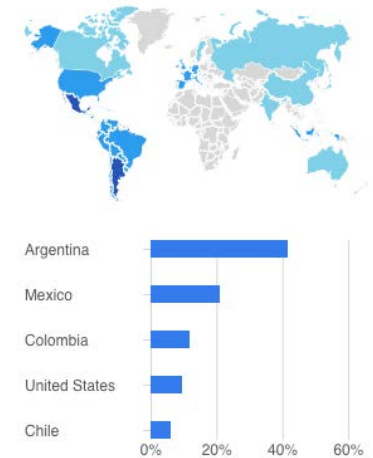 Argentina
Mexico
Colombia
United States
Chile
0% 20% 40% 60%